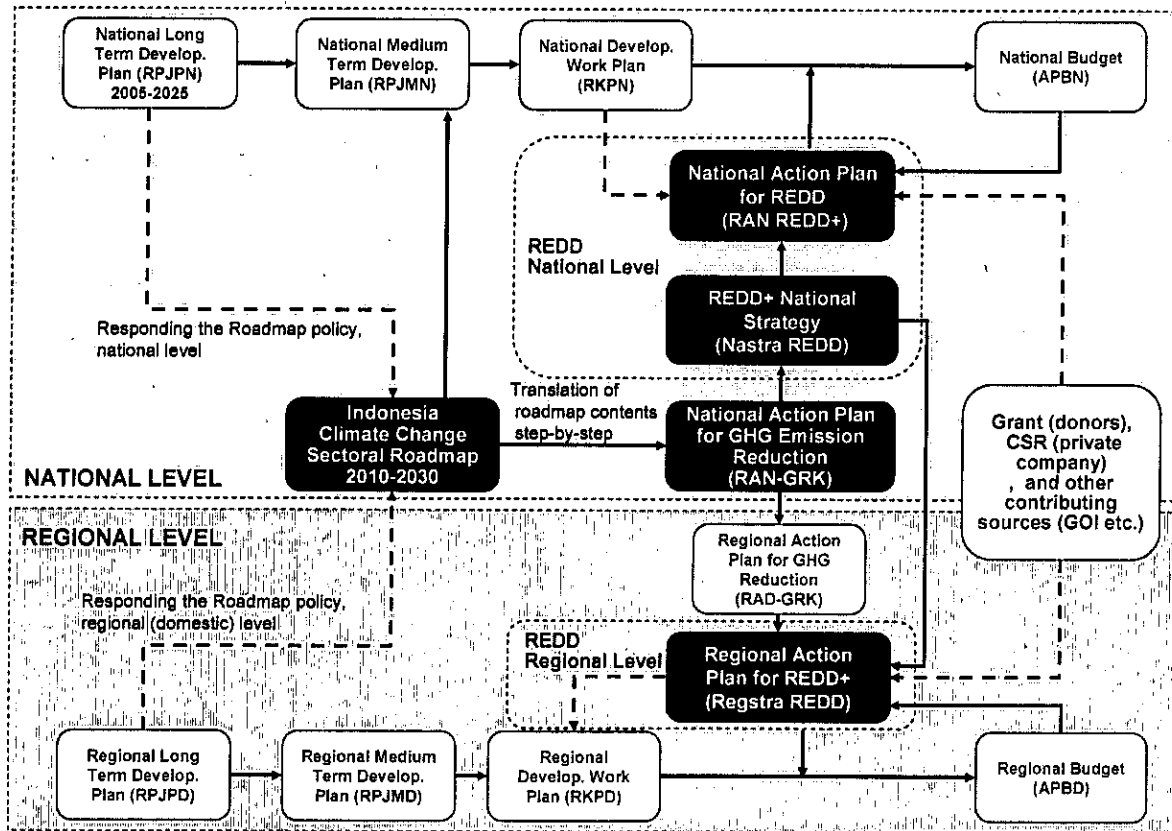 National Long
Term Develop.
Plan (RPJPN)
2005-2025
National Medium
Term Develop.
Plan (RPJMN)
National Develop.
Work Plan
(RKPN)
National Budget
(APBN)
National Action Plan
for REDD
(RAN REDD+)
REDD
National Level
REDD+ National
Strategy
(Nastra REDD)
Responding the Roadmap policy,
national level
Indonesia
Climate Change
Sectoral Roadmap
2010-2030
Translation of
roadmap contents
step-by-step
National Action Plan
for GHG Emission
Reduction
(RAN-GRK)
Grant (donors),
CSR (private
company)
, and other
contributing
sources (GOI etc.)
NATIONAL LEVEL
REGIONAL LEVEL
Regional Action
Plan for GHG
Reduction
(RAD-GRK)
Responding the Roadmap policy,
regional (domestic) level
REDD
Regional Level
Regional Action
Plan for REDD+
(Regstra REDD)
Regional Long
Term Develop.
Plan (RPJPD)
Regional Medium
Term Develop.
Plan (RPJMD)
Regional
Develop. Work
Plan (RKPD)
Regional Budget
(APBD)